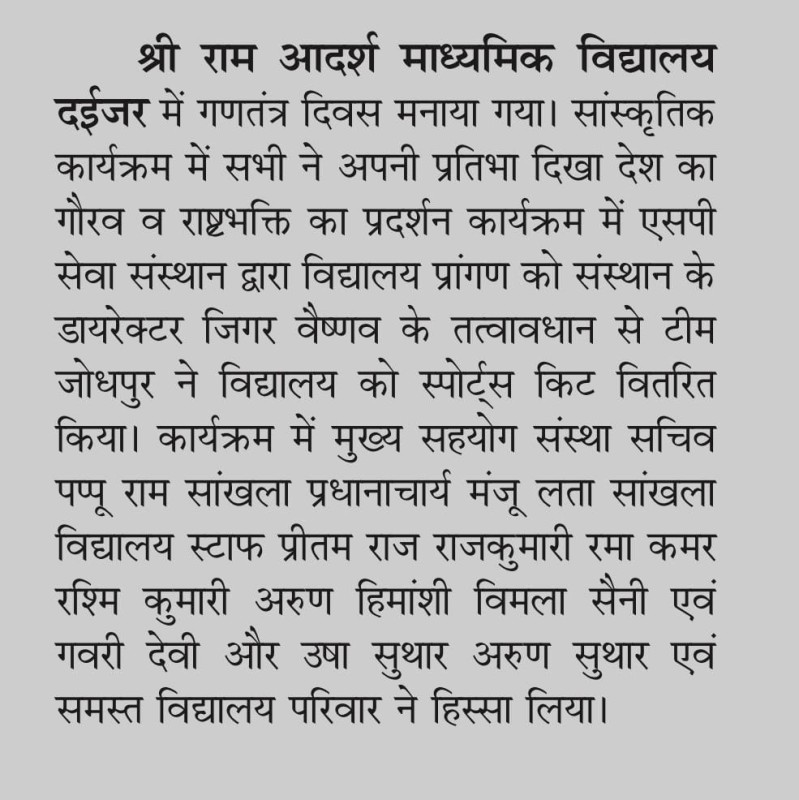 श्री राम आदर्श माध्यमिक विद्यालय
दईजर में गणतंत्र दिवस मनाया गया। सांस्कृतिक
कार्यक्रम में सभी ने अपनी प्रतिभा दिखा देश का
गौरव व राष्ट्रभक्ति का प्रदर्शन कार्यक्रम में एसपी
सेवा संस्थान द्वारा विद्यालय प्रांगण को संस्थान के
डायरेक्टर जिगर वैष्णव के तत्वावधान से टीम
जोधपुर ने विद्यालय को स्पोर्ट्स किट वितरित
किया। कार्यक्रम में मुख्य सहयोग संस्था सचिव
पप्पू राम सांखला प्रधानाचार्य मंजू लता सांखला
विद्यालय स्टाफ प्रीतम राज राजकुमारी रमा कमर
रश्मि कुमारी अरुण हिमांशी विमला सैनी एवं
गवरी देवी और उषा सुथार अरुण सुथार एवं
समस्त विद्यालय परिवार ने हिस्सा लिया।